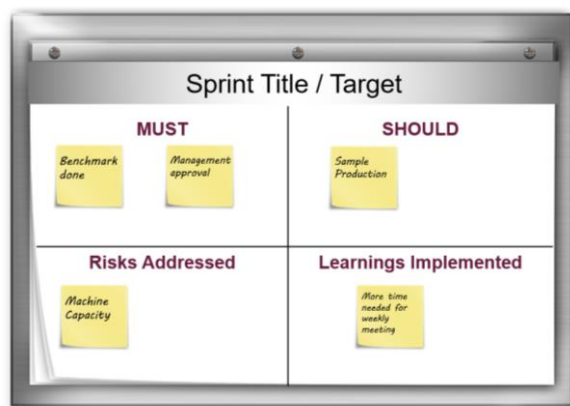 Sprint Title / Target
MUST
SHOULD
Benchmark
done
Management
approval
Sample
Production
Risks Addressed
Learnings Implemented
Machine
Capacity
More time
needed for
weekly
meeting